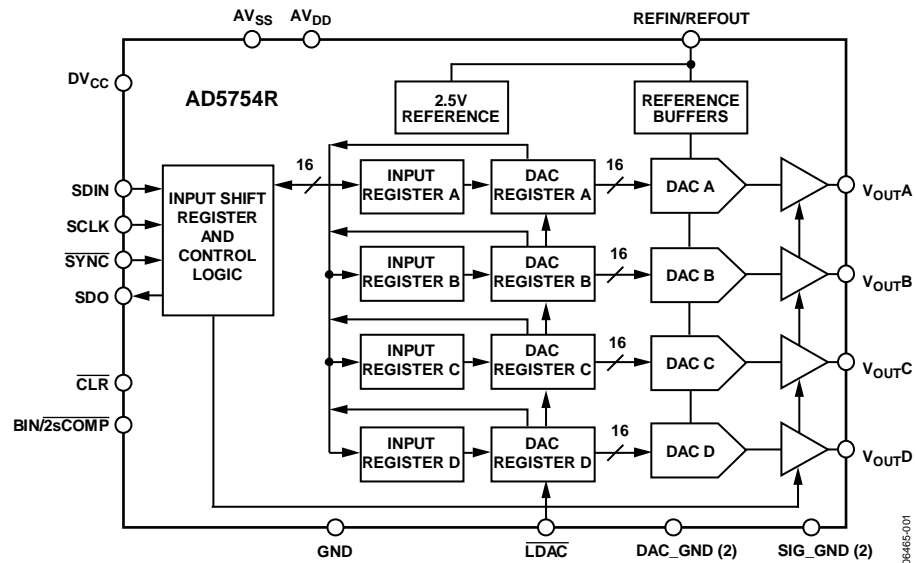 AVSS AVDD REFIN/REFOUT
DVCC
AD5754R
2.5V
REFERENCE
REFERENCE
BUFFERS
SDIN
SCLK
SYNC
SDO
CLR
BIN/2sCOMP
INPUT SHIFT
REGISTER
AND
CONTROL
LOGIC
16
INPUT
REGISTER A
DAC
REGISTER A
16
DAC A
VOUTA
INPUT
REGISTER B
DAC
REGISTER B
16
DAC B
VOUTB
INPUT
REGISTER C
DAC
REGISTER C
16
DAC C
VOUTC
INPUT
REGISTER D
DAC
REGISTER D
16
DAC D
VOUTD
GND
LDAC
DAC_GND (2)
SIG_GND (2)
06465-001